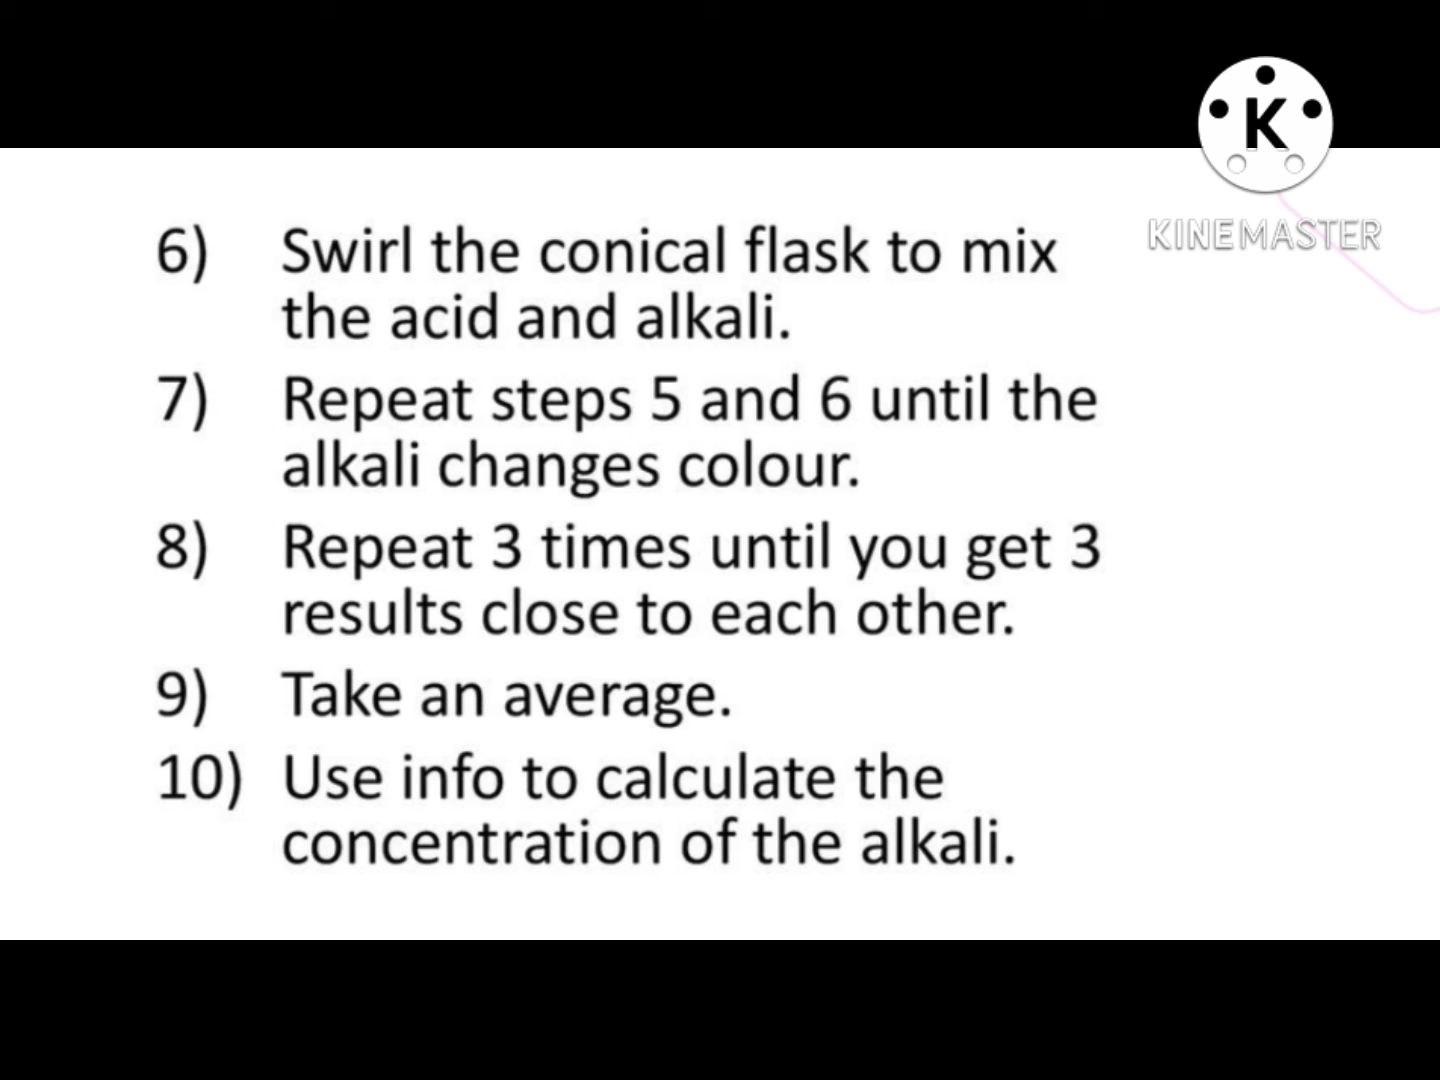 K
KINEMASTER
6) Swirl the conical flask to mix
the acid and alkali.
7) Repeat steps 5 and 6 until the
alkali changes colour.
8) Repeat 3 times until you get 3
results close to each other.
9) Take an average.
10) Use info to calculate the
concentration of the alkali.